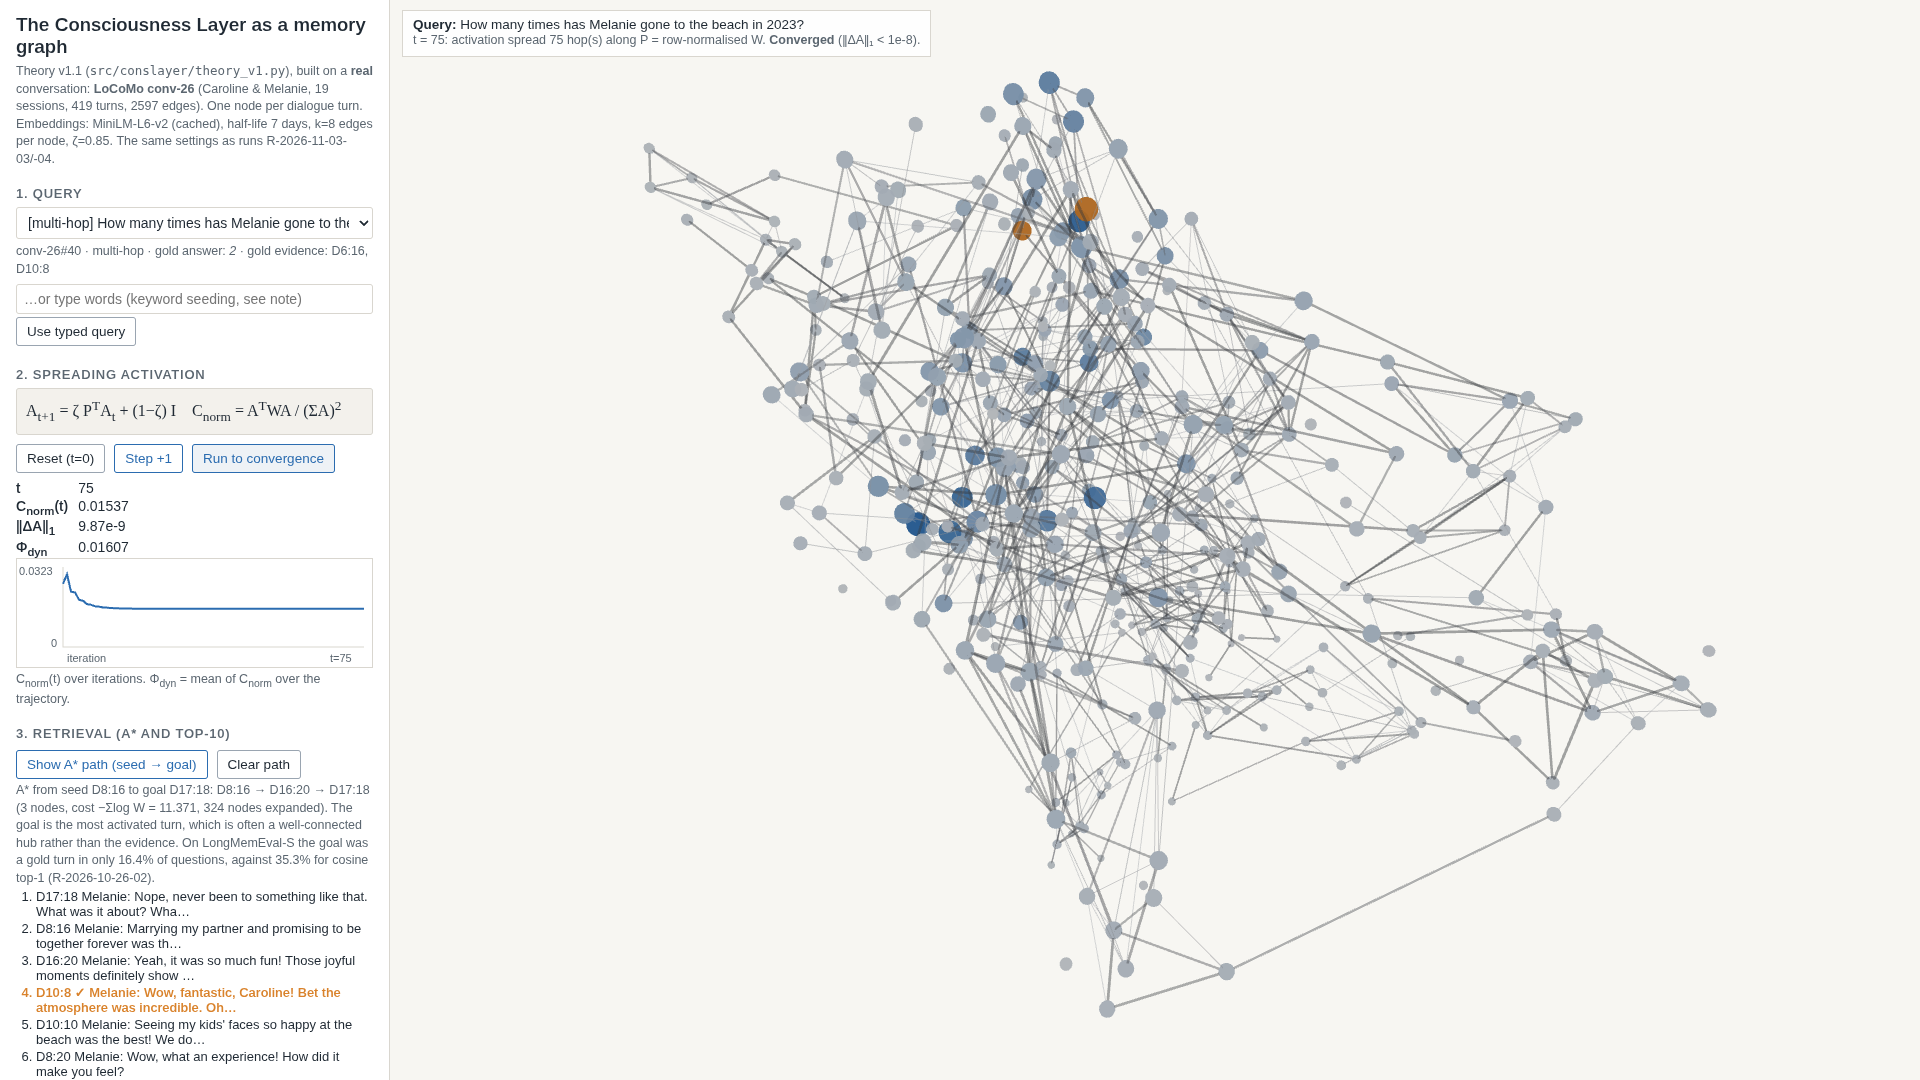 The Consciousness Layer as a memory
graph
Theory v1.1 (src/conslayer/theory_v1.py), built on a real
conversation: LoCoMo conv-26 (Caroline & Melanie, 19
sessions, 419 turns, 2597 edges). One node per dialogue turn.
Embeddings: MiniLM-L6-v2 (cached), half-life 7 days, k=8 edges
per node, ζ=0.85. The same settings as runs R-2026-11-03-
03/-04.
1. QUERY
[multi-hop] How many times has Melanie gone to the
conv-26#40 · multi-hop · gold answer: 2 · gold evidence: D6:16,
D10:8
…or type words (keyword seeding, see note)
Use typed query
2. SPREADING ACTIVATION
At+1 = ζ PTAt + (1−ζ) I Cnorm = ATWA / (ΣA)2
Reset (t=0) Step +1 Run to convergence
t 75
Cnorm(t) 0.01537
‖ΔA‖1 9.87e-9
Φdyn 0.01607
0.0323
0
iteration t=75
Cnorm(t) over iterations. Φdyn = mean of Cnorm over the
trajectory.
3. RETRIEVAL (A* AND TOP-10)
Show A* path (seed → goal) Clear path
A* from seed D8:16 to goal D17:18: D8:16 → D16:20 → D17:18
(3 nodes, cost −Σlog W = 11.371, 324 nodes expanded). The
goal is the most activated turn, which is often a well-connected
hub rather than the evidence. On LongMemEval-S the goal was
a gold turn in only 16.4% of questions, against 35.3% for cosine
top-1 (R-2026-10-26-02).
1. D17:18 Melanie: Nope, never been to something like that.
What was it about? Wha…
2. D8:16 Melanie: Marrying my partner and promising to be
together forever was th…
3. D16:20 Melanie: Yeah, it was so much fun! Those joyful
moments definitely show …
4. D10:8 ✓ Melanie: Wow, fantastic, Caroline! Bet the
atmosphere was incredible. Oh…
5. D10:10 Melanie: Seeing my kids' faces so happy at the
beach was the best! We do…
6. D8:20 Melanie: Wow, what an experience! How did it
make you feel?
Query: How many times has Melanie gone to the beach in 2023?
t = 75: activation spread 75 hop(s) along P = row-normalised W. Converged (‖ΔA‖₁ < 1e-8).